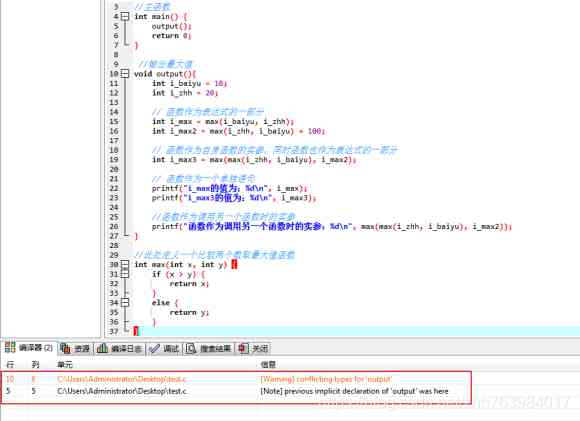 3 //主函数
4 int main() {
5 output();
6 return 0;
7 }
8
9 //输出最大值
10 void output(){
11 int i_baiyu = 10;
12 int i_zhh = 20;
13
14 // 函数作为表达式的一部分
15 int i_max = max(i_baiyu, i_zhh);
16 int i_max2 = max(i_zhh, i_baiyu) + 100;
17
18 // 函数作为自身函数的实参，同时函数也作为表达式的一部分
19 int i_max3 = max(max(i_zhh, i_baiyu), i_max2);
20
21 // 函数作为一个单独语句
22 printf("i_max的值为：%d\n", i_max);
23 printf("i_max3的值为：%d\n", i_max3);
24
25 //函数作为调用另一个函数时的实参
26 printf("函数作为调用另一个函数时的实参：%d\n", max(max(i_zhh, i_baiyu), i_max2));
27 }
28
29 //此处定义一个比较两个数取最大值函数
30 int max(int x, int y) {
31 if (x > y) {
32 return x;
33 }
34 else {
35 return y;
36 }
37 }
编译器 (2) 资源 编译日志 调试 搜索结果 关闭
行 列 单元 信息
10 6 C:\Users\Administrator\Desktop\test.c [Warning] conflicting types for 'output'
5 5 C:\Users\Administrator\Desktop\test.c [Note] previous implicit declaration of 'output' was here